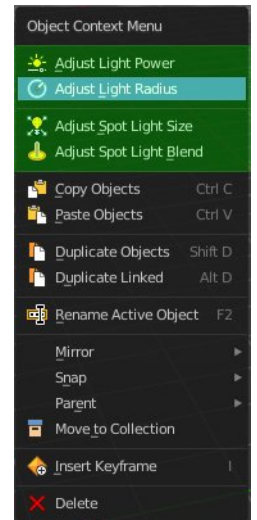 Object Context Menu
Adjust Light Power
Adjust Light Radius
Adjust Spot Light Size
Adjust Spot Light Blend
Copy Objects Ctrl C
Paste Objects Ctrl V
Duplicate Objects Shift D
Duplicate Linked Alt D
Rename Active Object F2
Mirror
Snap
Parent
Move to Collection
Insert Keyframe I
Delete